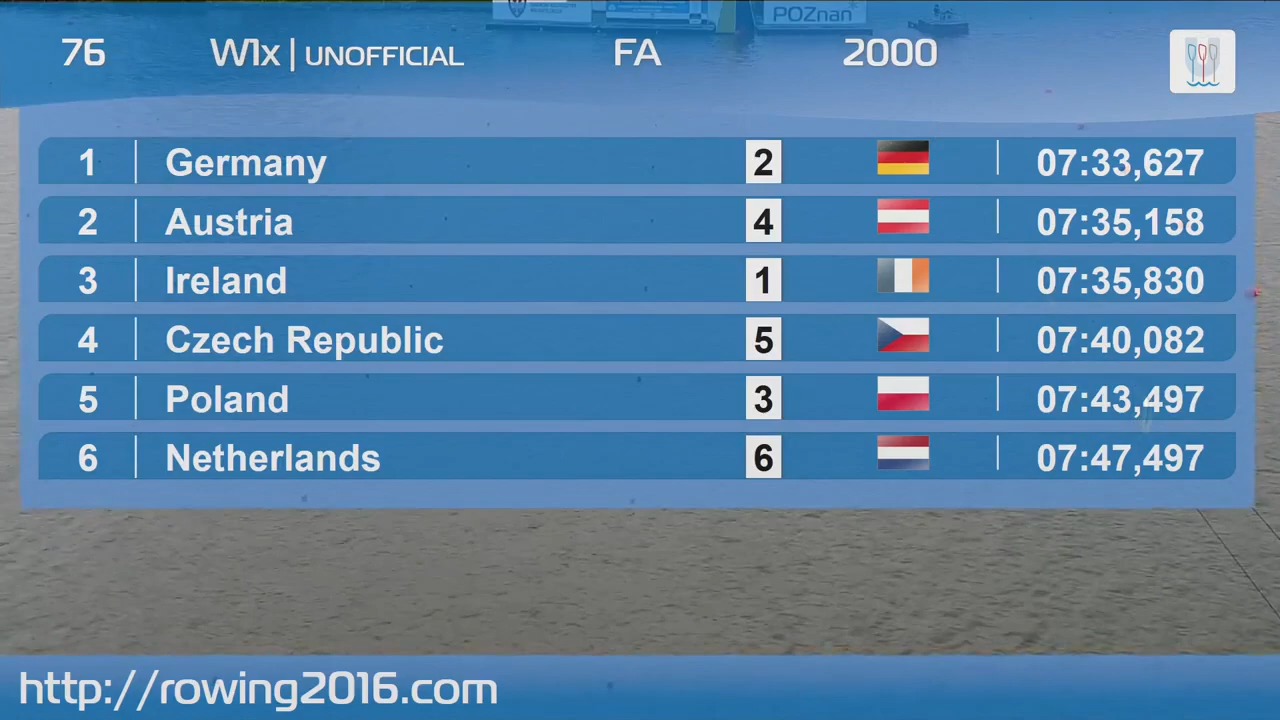 POZnan
76 W1x | UNOFFICIAL FA 2000
1 Germany 2 07:33,627
2 Austria 4 07:35,158
3 Ireland 1 07:35,830
4 Czech Republic 5 07:40,082
5 Poland 3 07:43,497
6 Netherlands 6 07:47,497
http://rowing2016.com